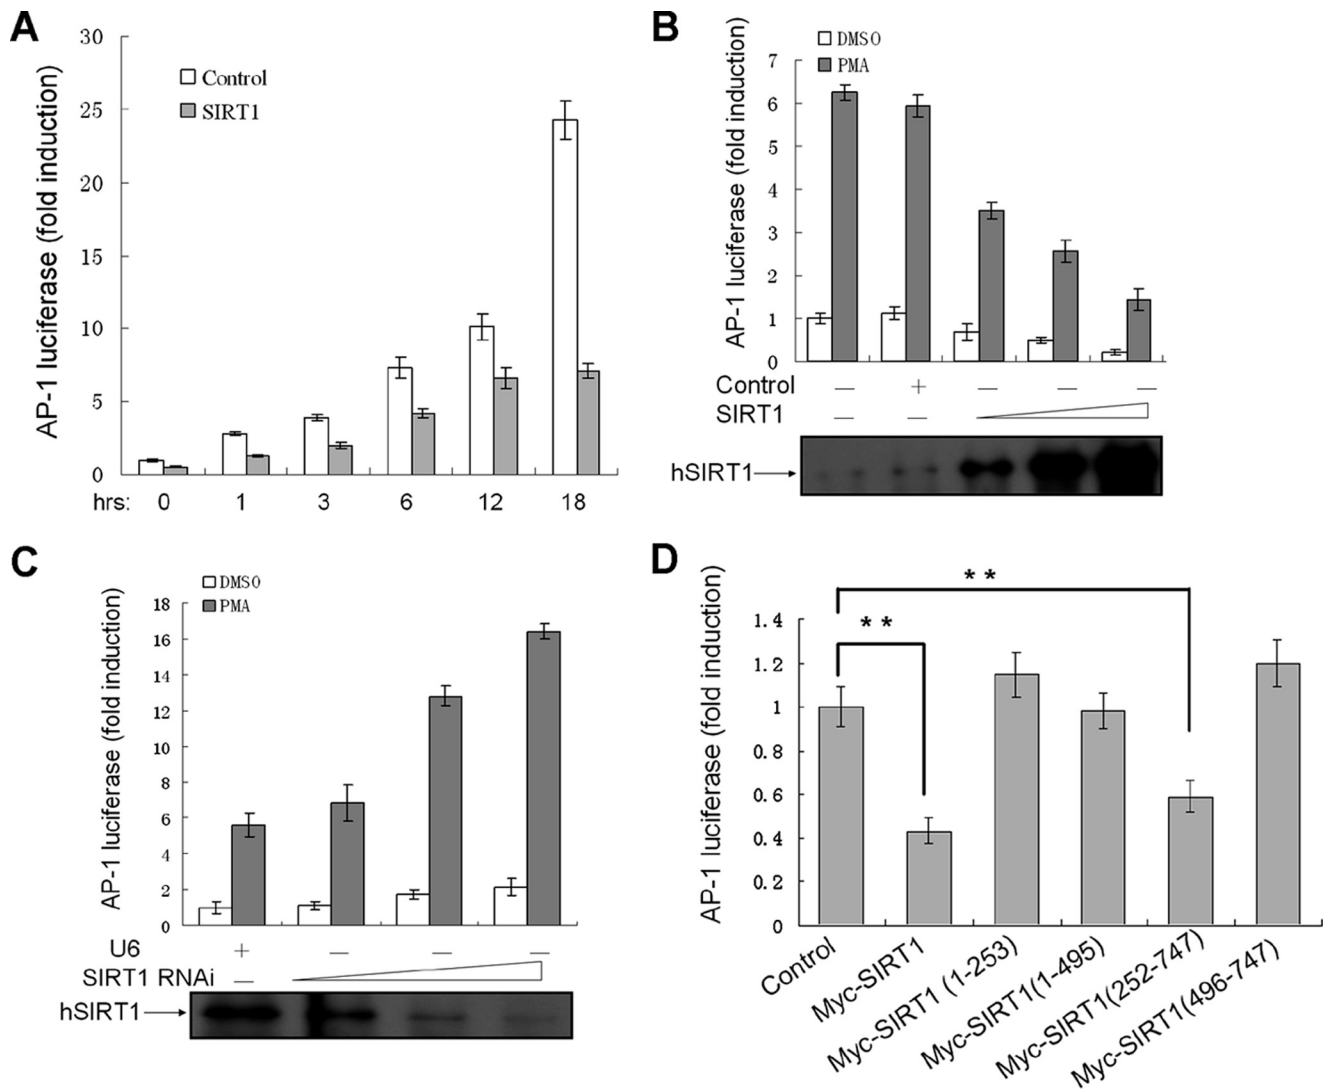 A
AP-1 luciferase (fold induction)
30
25
20
15
10
5
0
Control
SIRT1
hrs: 0 1 3 6 12 18
B
AP-1 luciferase (fold induction)
DMSO
PMA
7
6
5
4
3
2
1
0
Control — + — — —
SIRT1 — —
hSIRT1
C
AP-1 luciferase (fold induction)
DMSO
PMA
18
16
14
12
10
8
6
4
2
0
U6 + — — —
SIRT1 RNAi —
hSIRT1
D
AP-1 luciferase (fold induction)
* *
* *
1.4
1.2
1
0.8
0.6
0.4
0.2
0
Control
Myc-SIRT1
Myc-SIRT1 (1-253)
Myc-SIRT1(1-495)
Myc-SIRT1(252-747)
Myc-SIRT1(496-747)